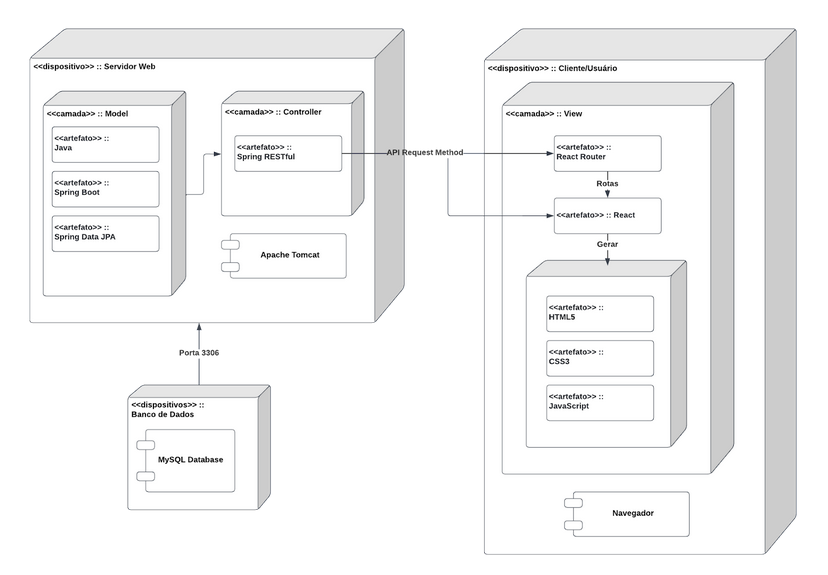 <<dispositivo>> :: Servidor Web
<<camada>> :: Model
<<artefato>> ::
Java
<<artefato>> ::
Spring Boot
<<artefato>> ::
Spring Data JPA
<<camada>> :: Controller
<<artefato>> ::
Spring RESTful
Apache Tomcat
API Request Method
Porta 3306
<<dispositivos>> ::
Banco de Dados
MySQL Database
<<dispositivo>> :: Cliente/Usuário
<<camada>> :: View
<<artefato>> ::
React Router
Rotas
<<artefato>> :: React
Gerar
<<artefato>> ::
HTML5
<<artefato>> ::
CSS3
<<artefato>> ::
JavaScript
Navegador